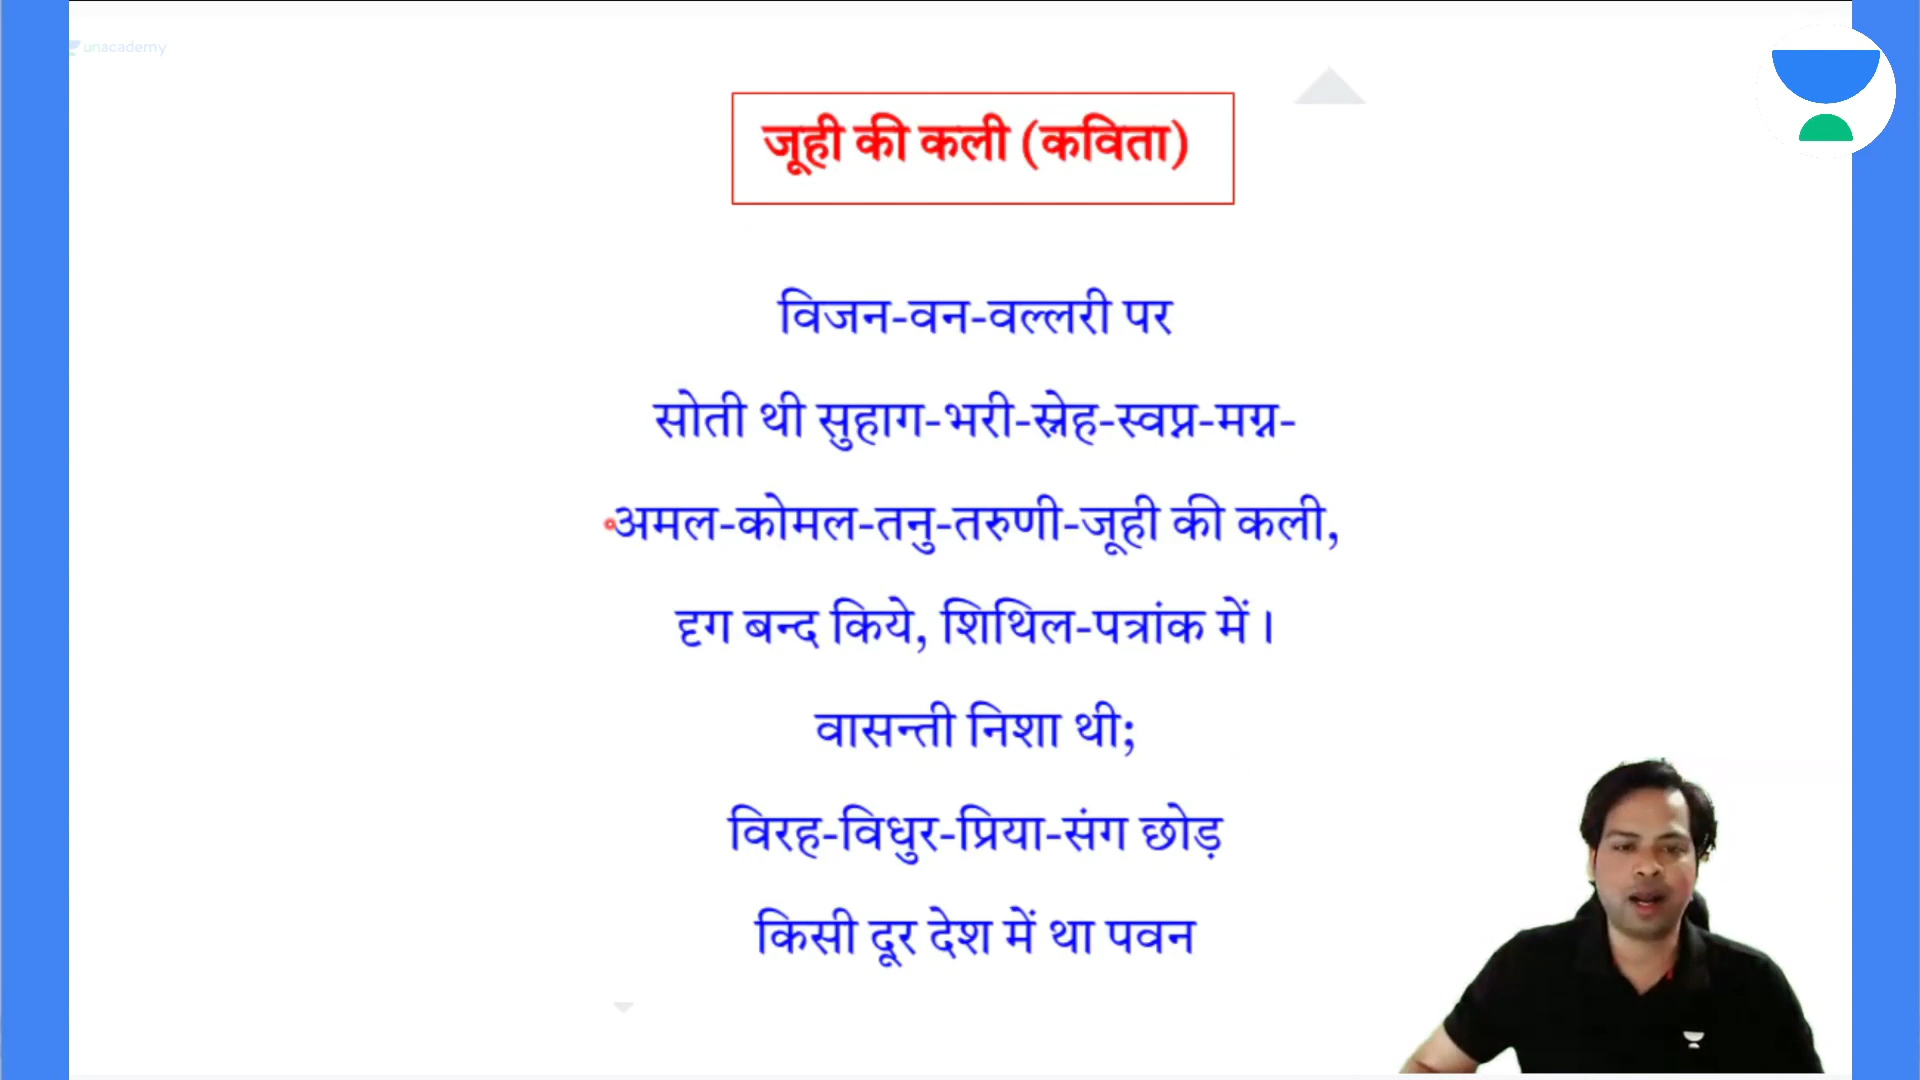 unacademy
जूही की कली (कविता)
विजन-वन-वल्लरी पर
सोती थी सुहाग-भरी-स्नेह-स्वप्न-मग्न-
अमल-कोमल-तनु-तरुणी-जूही की कली,
दृग बन्द किये, शिथिल-पत्रांक में।
वासन्ती निशा थी;
विरह-विधुर-प्रिया-संग छोड़
किसी दूर देश में था पवन